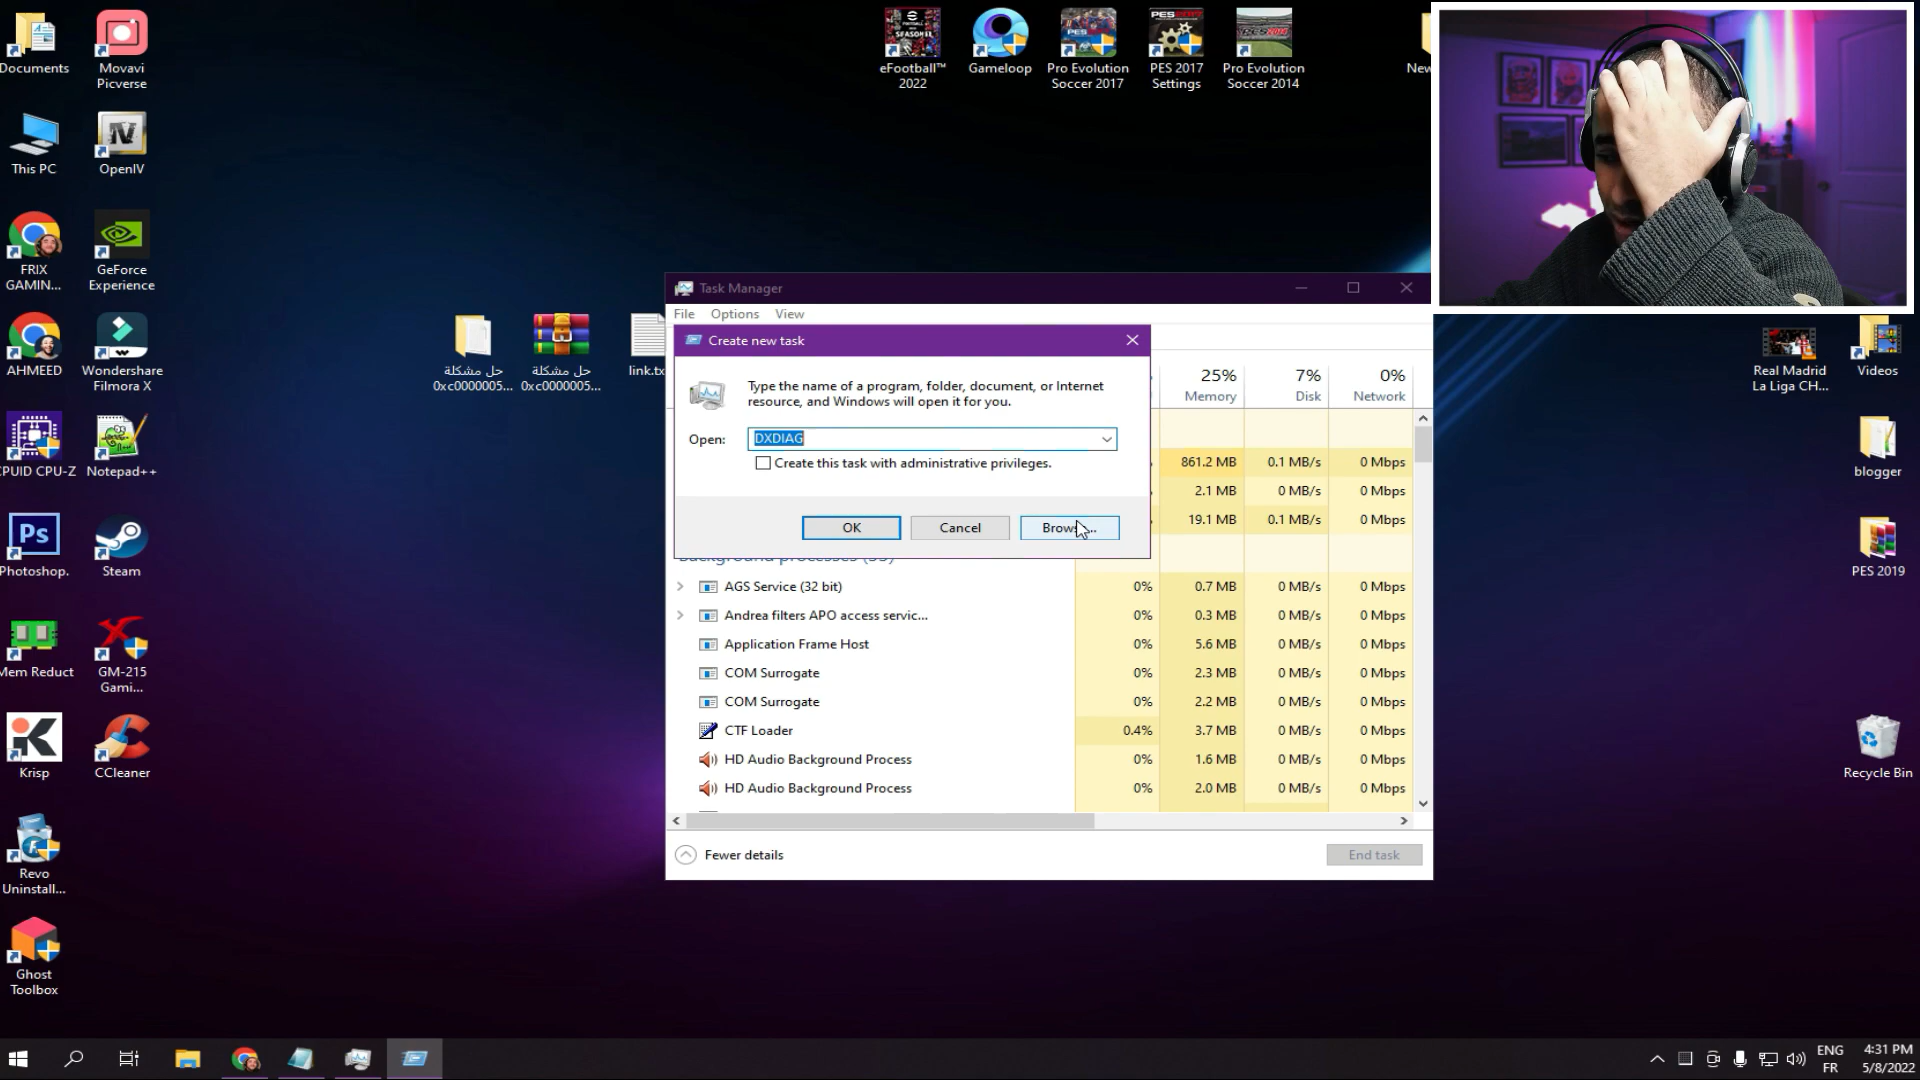 Documents
Movavi
Picverse
This PC
OpenIV
FRIX
GAMIN...
GeForce
Experience
AHMEED
Wondershare
Filmora X
CPUID CPU-Z
Notepad++
Ps
Photoshop.
Steam
Mem Reduct
GM-215
Gami...
Krisp
CCleaner
Revo
Uninstall...
Ghost
Toolbox
حل مشكلة
0xc0000005...
حل مشكلة
0xc0000005...
link.tx
eFootball™
2022
Gameloop
Pro Evolution
Soccer 2017
PES 2017
Settings
Pro Evolution
Soccer 2014
New
Task Manager
File Options View
Create new task
Type the name of a program, folder, document, or Internet
resource, and Windows will open it for you.
Open: DXDIAG
Create this task with administrative privileges.
OK Cancel Brow...
25% 7% 0%
Memory Disk Network
861.2 MB 0.1 MB/s 0 Mbps
2.1 MB 0 MB/s 0 Mbps
19.1 MB 0.1 MB/s 0 Mbps
AGS Service (32 bit) 0% 0.7 MB 0 MB/s 0 Mbps
Andrea filters APO access servic... 0% 0.3 MB 0 MB/s 0 Mbps
Application Frame Host 0% 5.6 MB 0 MB/s 0 Mbps
COM Surrogate 0% 2.3 MB 0 MB/s 0 Mbps
COM Surrogate 0% 2.2 MB 0 MB/s 0 Mbps
CTF Loader 0.4% 3.7 MB 0 MB/s 0 Mbps
HD Audio Background Process 0% 1.6 MB 0 MB/s 0 Mbps
HD Audio Background Process 0% 2.0 MB 0 MB/s 0 Mbps
Fewer details End task
Real Madrid
La Liga CH...
Videos
blogger
PES 2019
Recycle Bin
ENG
FR
4:31 PM
5/8/2022